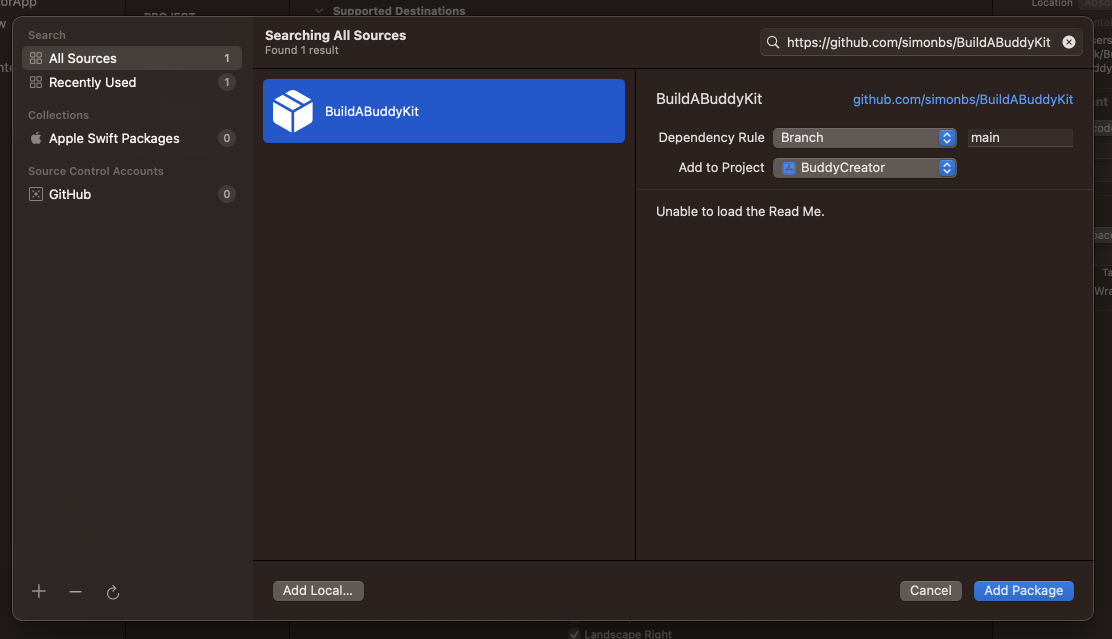 Supported Destinations
Location
Search
All Sources 1
Recently Used 1
Collections
Apple Swift Packages 0
Source Control Accounts
GitHub 0
Searching All Sources
Found 1 result
https://github.com/simonbs/BuildABuddyKit
BuildABuddyKit
BuildABuddyKit github.com/simonbs/BuildABuddyKit
Dependency Rule Branch main
Add to Project BuddyCreator
Unable to load the Read Me.
Add Local... Cancel Add Package
Landscape Right